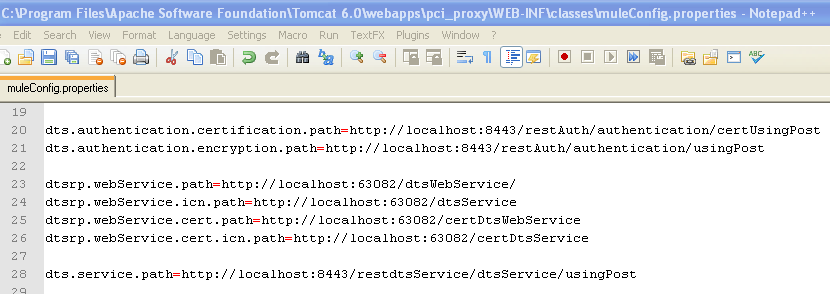 C:\Program Files\Apache Software Foundation\Tomcat 6.0\webapps\pci_proxy\WEB-INF\classes\muleConfig.properties - Notepad++
Edit Search View Format Language Settings Macro Run TextFX Plugins Window ?
ABC
muleConfig.properties
19
20 dts.authentication.certification.path=http://localhost:8443/restAuth/authentication/certUsingPost
21 dts.authentication.encryption.path=http://localhost:8443/restAuth/authentication/usingPost
22
23 dtsrp.webService.path=http://localhost:63082/dtsWebService/
24 dtsrp.webService.icn.path=http://localhost:63082/dtsService
25 dtsrp.webService.cert.path=http://localhost:63082/certDtsWebService
26 dtsrp.webService.cert.icn.path=http://localhost:63082/certDtsService
27
28 dts.service.path=http://localhost:8443/restdtsService/dtsService/usingPost
29